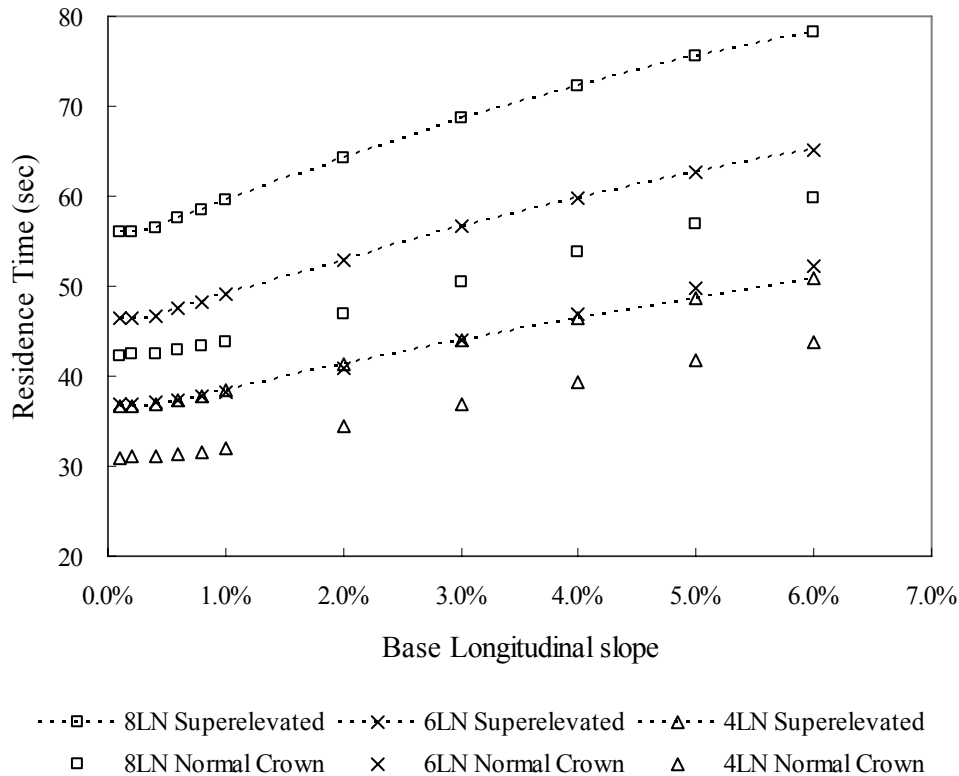 80
70
60
50
40
30
20
Residence Time (sec)
0.0% 1.0% 2.0% 3.0% 4.0% 5.0% 6.0% 7.0%
Base Longitudinal slope
8LN Superelevated 6LN Superelevated 4LN Superelevated
8LN Normal Crown 6LN Normal Crown 4LN Normal Crown